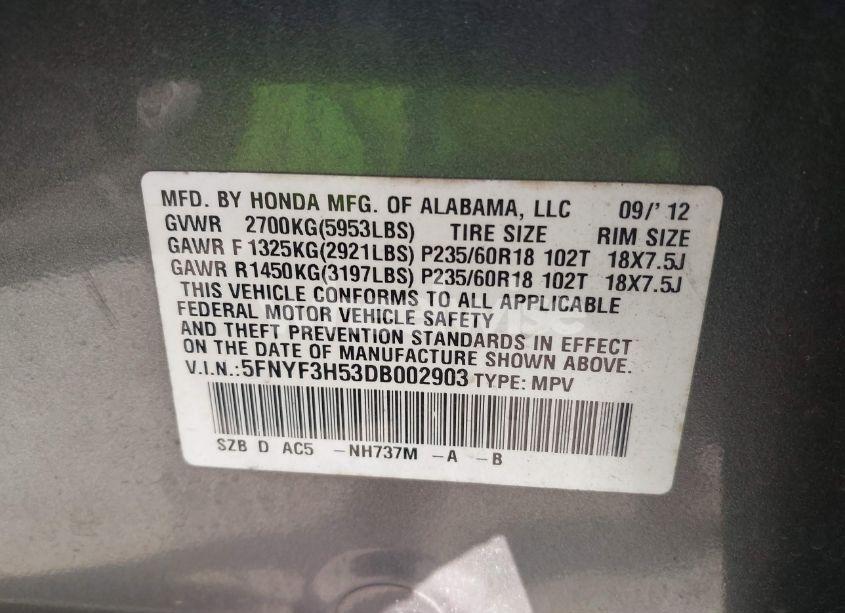 MFD. BY HONDA MFG. OF ALABAMA, LLC 09/' 12
GVWR 2700KG(5953LBS) TIRE SIZE RIM SIZE
GAWR F 1325KG(2921LBS) P235/60R18 102T 18X7.5J
GAWR R1450KG(3197LBS) P235/60R18 102T 18X7.5J
THIS VEHICLE CONFORMS TO ALL APPLICABLE
FEDERAL MOTOR VEHICLE SAFETY
AND THEFT PREVENTION STANDARDS IN EFFECT
ON THE DATE OF MANUFACTURE SHOWN ABOVE.
V.I.N.:5FNYF3H53DB002903 TYPE: MPV
SZB D AC5 -NH737M -A -B